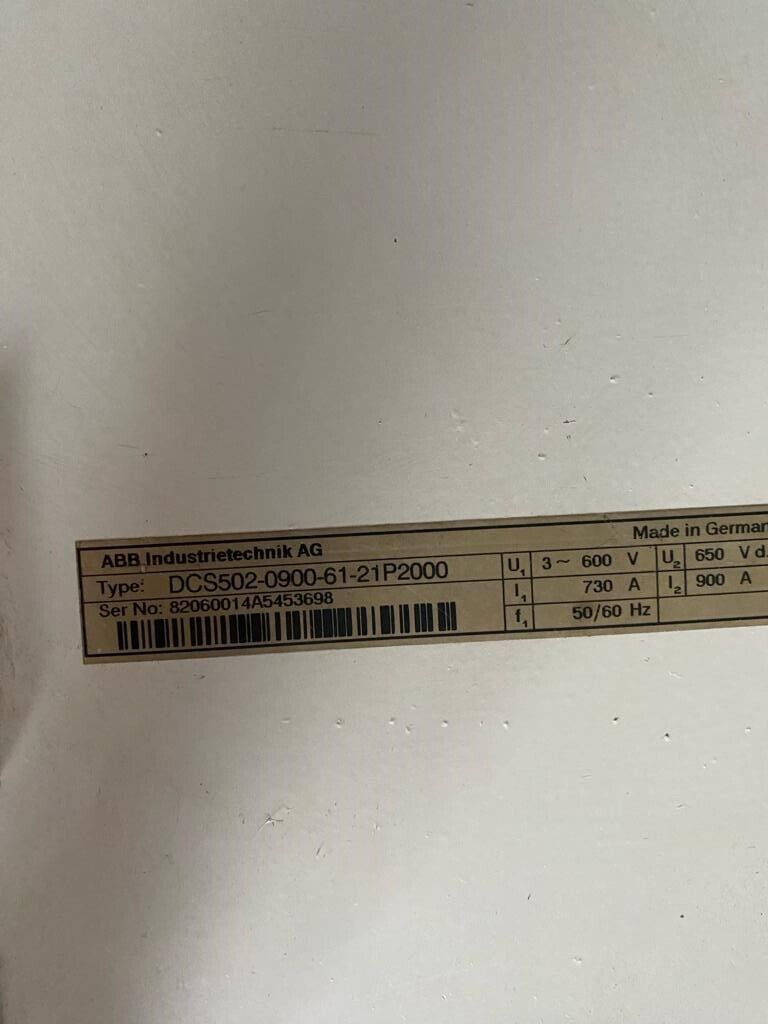 Made in German
ABB Industrietechnik AG
Type: DCS502-0900-61-21P2000
Ser No: 82060014A5453698
U1 3~ 600 V U2 650 V d.
I1 730 A I2 900 A
f1 50/60 Hz